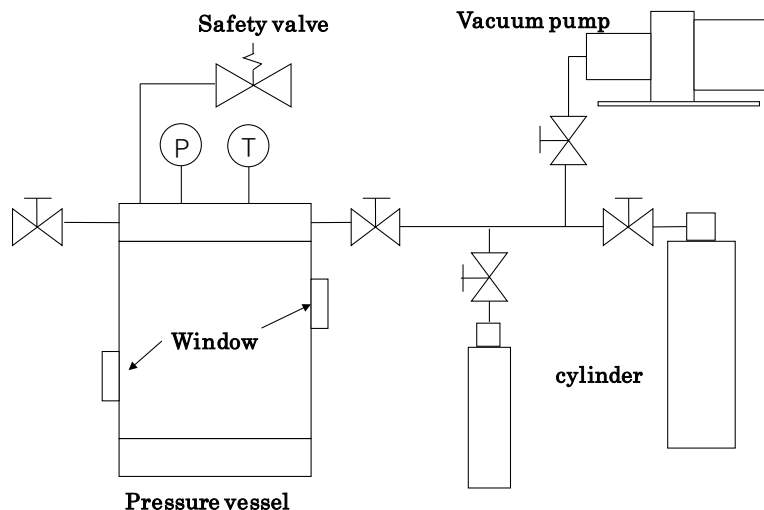 Safety valve
Vacuum pump
P
T
Window
cylinder
Pressure vessel